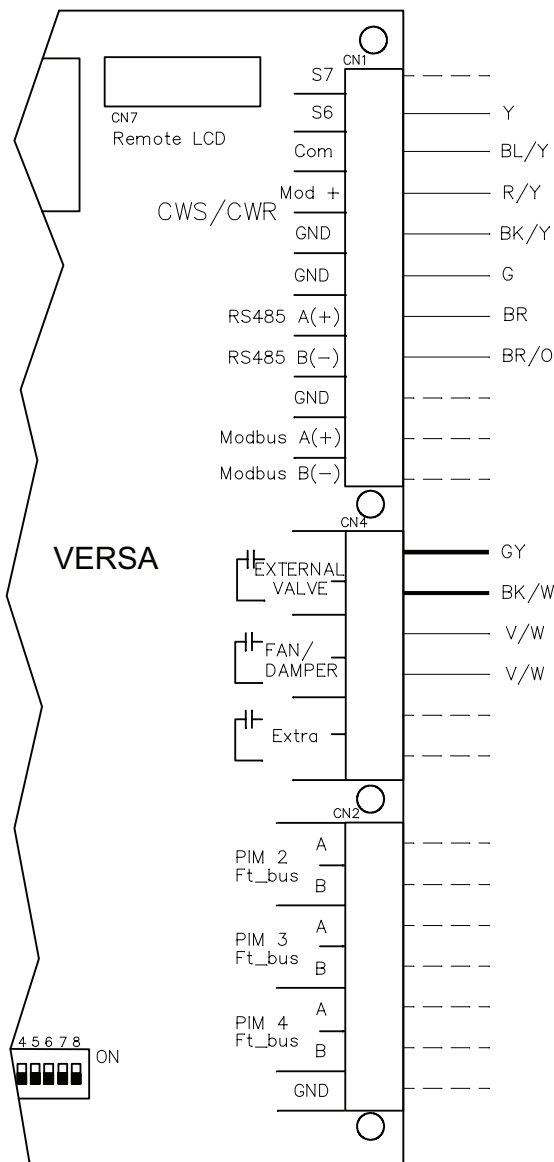 CN1
S7
S6 Y
CN7
Remote LCD
Com BL/Y
Mod + R/Y
CWS/CWR
GND BK/Y
GND G
RS485 A(+) BR
RS485 B(-) BR/O
GND
Modbus A(+)
Modbus B(-)
CN4
VERSA
EXTERNAL
VALVE
GY
BK/W
FAN/
DAMPER
V/W
V/W
Extra
CN2
PIM 2
Ft_bus
A
B
PIM 3
Ft_bus
A
B
PIM 4
Ft_bus
A
B
GND
4 5 6 7 8
ON